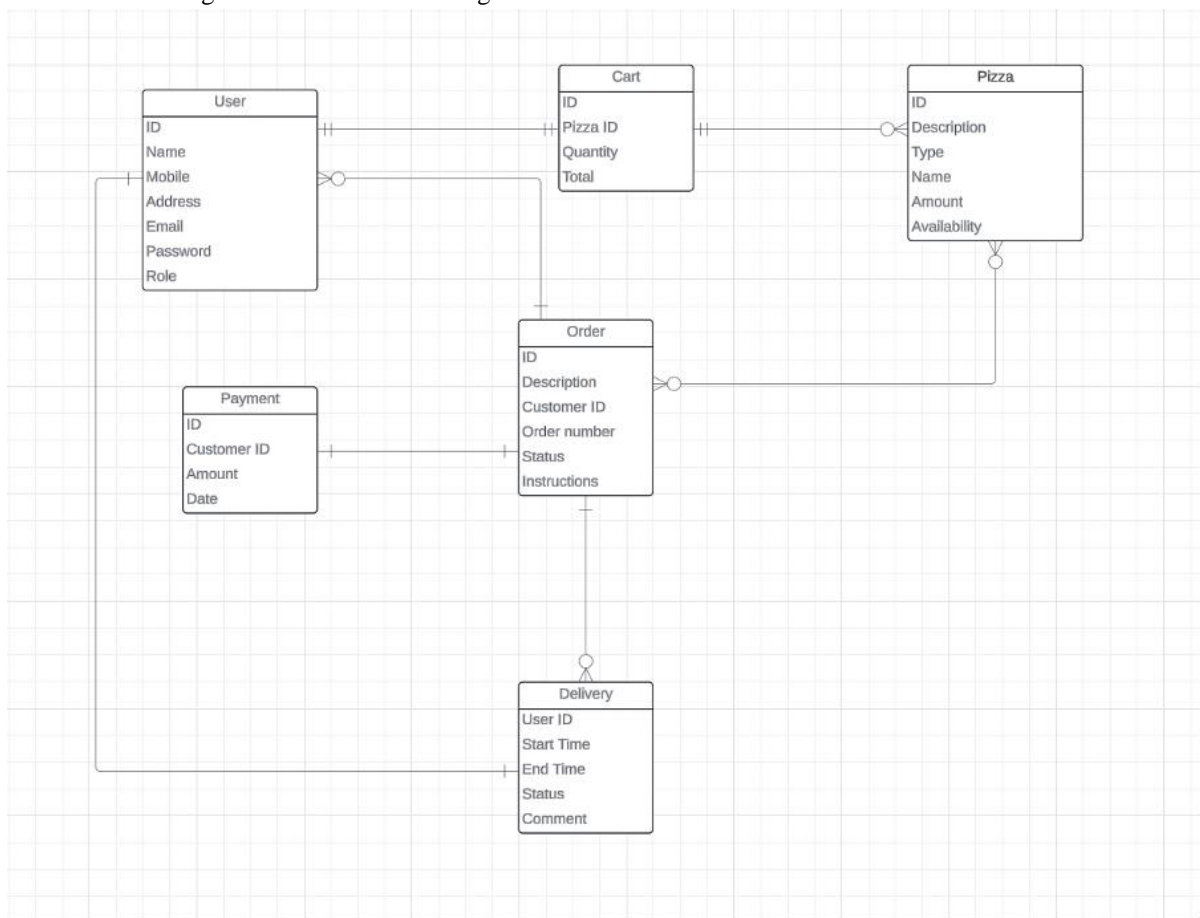 User
ID
Name
Mobile
Address
Email
Password
Role
Cart
ID
Pizza ID
Quantity
Total
Pizza
ID
Description
Type
Name
Amount
Availability
Order
ID
Description
Customer ID
Order number
Status
Instructions
Payment
ID
Customer ID
Amount
Date
Delivery
User ID
Start Time
End Time
Status
Comment